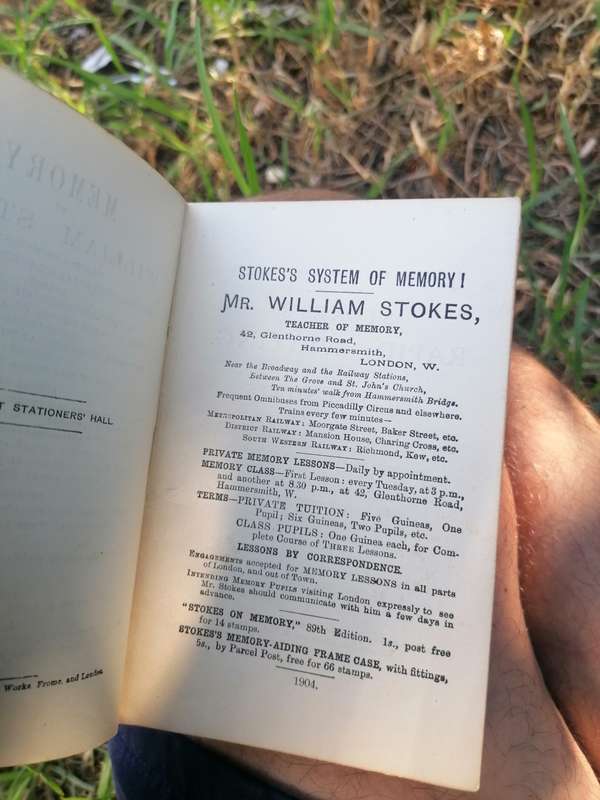 MEMORY
WILLIAM ST
T STATIONERS' HALL
Works, Frome, and London
STOKES'S SYSTEM OF MEMORY!
MR. WILLIAM STOKES,
TEACHER OF MEMORY,
42, Glenthorne Road,
Hammersmith,
LONDON, W.
Near the Broadway and the Railway Stations,
Between The Grove and St. John's Church,
Ten minutes' walk from Hammersmith Bridge.
Frequent Omnibuses from Piccadilly Circus and elsewhere.
Trains every few minutes—
METROPOLITAN RAILWAY: Moorgate Street, Baker Street, etc.
DISTRICT RAILWAY: Mansion House, Charing Cross, etc.
SOUTH WESTERN RAILWAY: Richmond, Kew, etc.
PRIVATE MEMORY LESSONS—Daily by appointment.
MEMORY CLASS—First Lesson: every Tuesday, at 3 p.m.,
and another at 8.30 p.m., at 42, Glenthorne Road,
Hammersmith, W.
TERMS—PRIVATE TUITION: Five Guineas, One
Pupil; Six Guineas, Two Pupils, etc.
CLASS PUPILS: One Guinea each, for Com-
plete Course of THREE Lessons.
LESSONS BY CORRESPONDENCE.
ENGAGEMENTS accepted for MEMORY LESSONS in all parts
of London, and out of Town.
INTENDING MEMORY PUPILS visiting London expressly to see
Mr. Stokes should communicate with him a few days in
advance.
"STOKES ON MEMORY," 89th Edition. 1s., post free
for 14 stamps.
STOKES'S MEMORY-AIDING FRAME CASE, with fittings,
5s., by Parcel Post, free for 66 stamps.
1904.